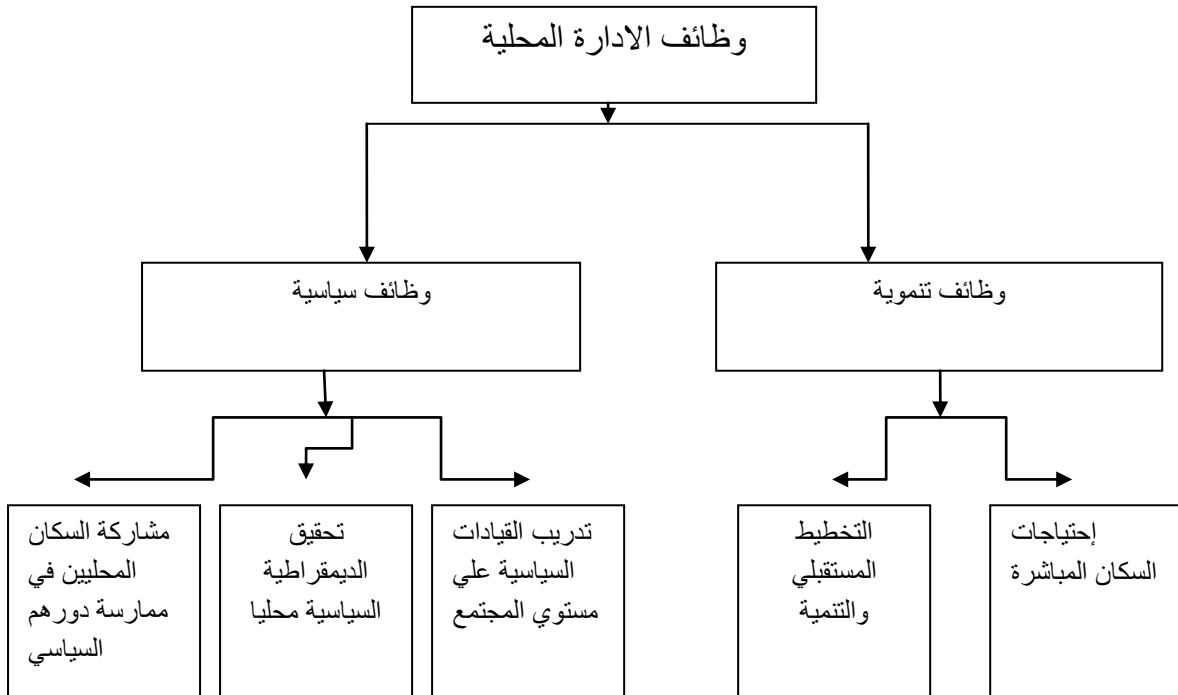 وظائف الادارة المحلية
وظائف تنموية
وظائف سياسية
إحتياجات
السكان المباشرة
التخطيط
المستقبلي
والتنمية
تدريب القيادات
السياسية علي
مستوي المجتمع
تحقيق
الديمقراطية
السياسية محليا
مشاركة السكان
المحليين في
ممارسة دورهم
السياسي